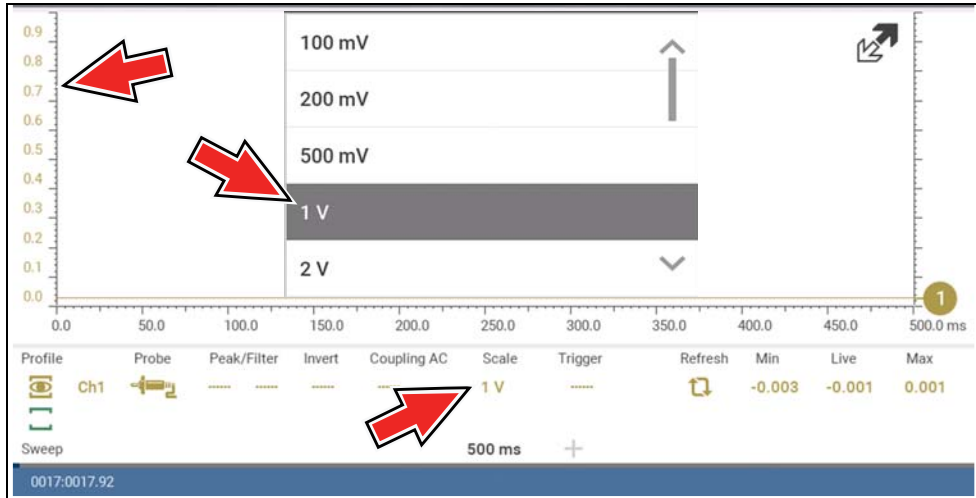 0.9
0.8
0.7
0.6
0.5
0.4
0.3
0.2
0.1
0.0
100 mV
200 mV
500 mV
1 V
2 V
1
0.0 50.0 100.0 150.0 200.0 250.0 300.0 350.0 400.0 450.0 500.0 ms
Profile Probe Peak/Filter Invert Coupling AC Scale Trigger Refresh Min Live Max
Ch1 ------ ------ ------ 1 V ------ -0.003 -0.001 0.001
Sweep 500 ms +
0017:0017.92